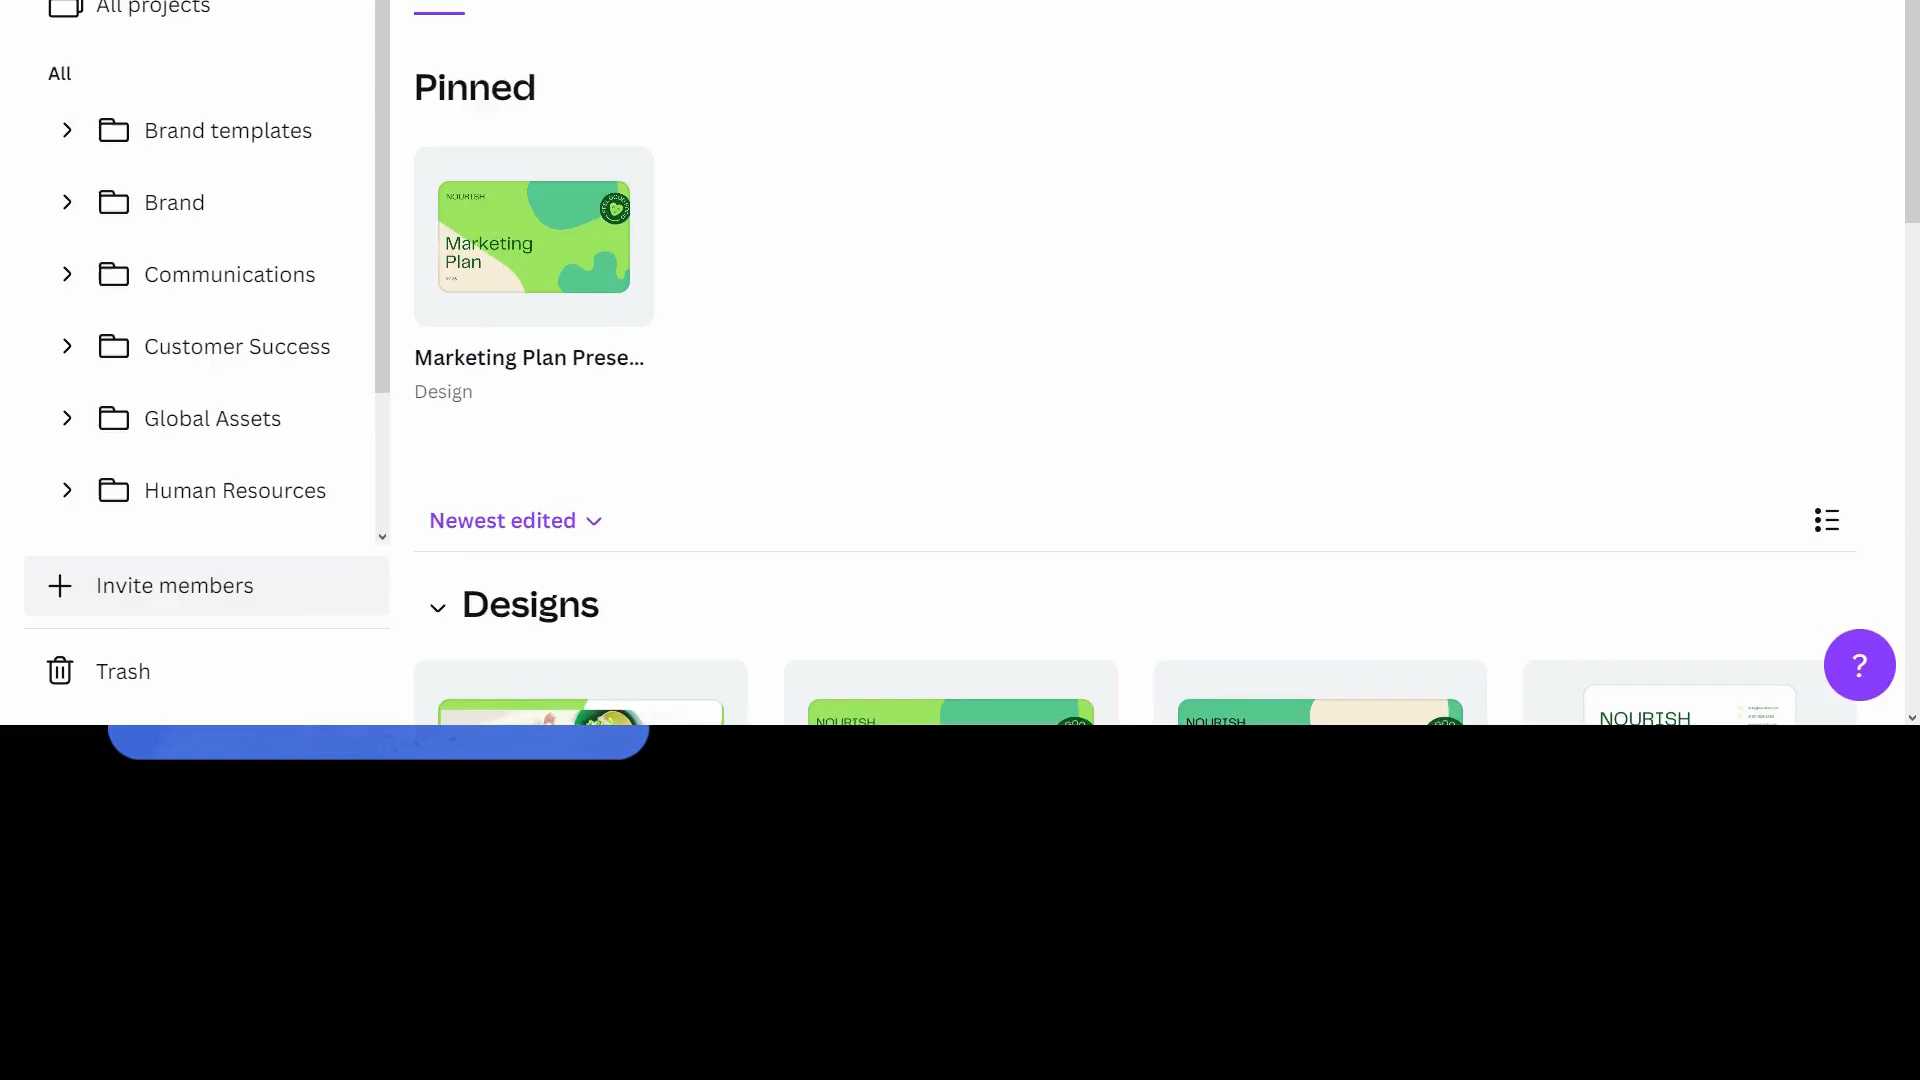 All projects
All
Brand templates
Brand
Communications
Customer Success
Global Assets
Human Resources
Invite members
Trash
Pinned
NOURISH
Marketing
Plan
Marketing Plan Prese...
Design
Newest edited
Designs
NOURISH
NOURISH
NOURISH
?